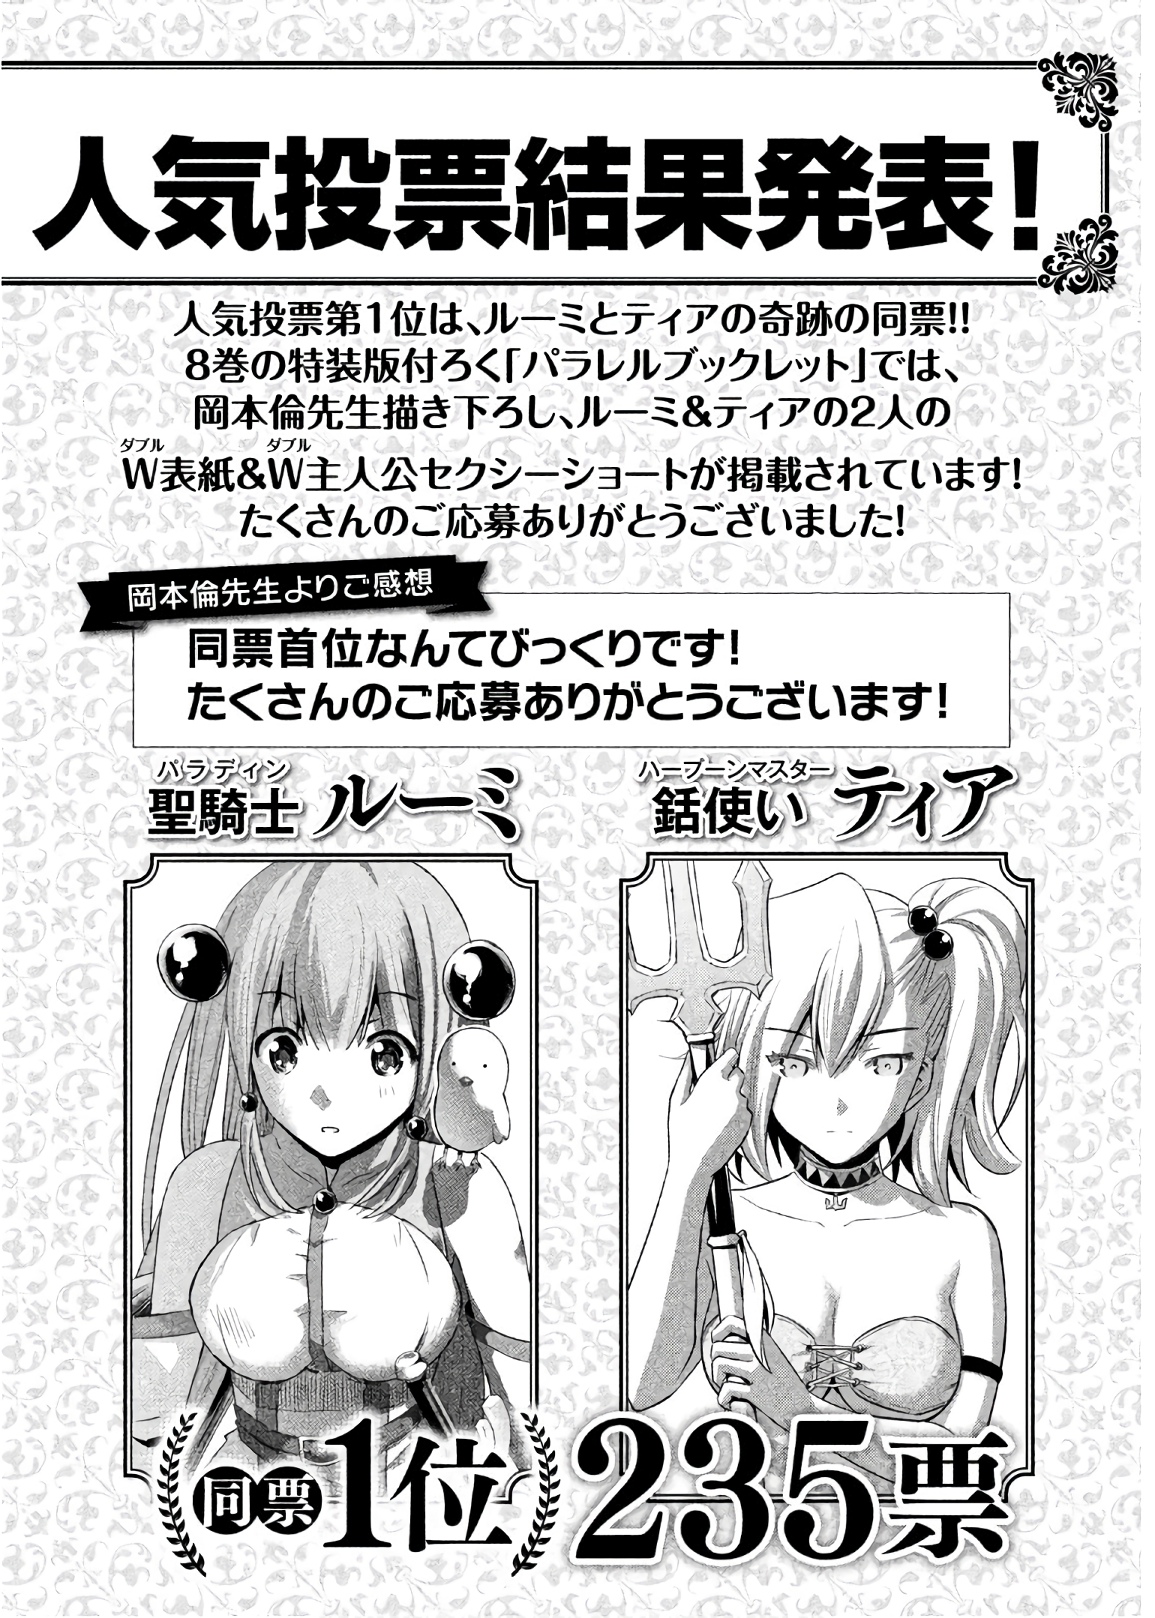 人気投票結果発表!
人気投票第1位は、ルーミとティアの奇跡の同票!!
8巻の特装版付ろく「パラレルブックレット」では、
岡本倫先生描き下ろし、ルーミ&ティアの2人の
ダブル ダブル
W表紙&W主人公セクシーショートが掲載されています!
たくさんのご応募ありがとうございました!
岡本倫先生よりご感想
同票首位なんてびっくりです!
たくさんのご応募ありがとうございます!
パラディン
聖騎士 ルーミ
ハープーンマスター
銛使い ティア
同票1位
235票